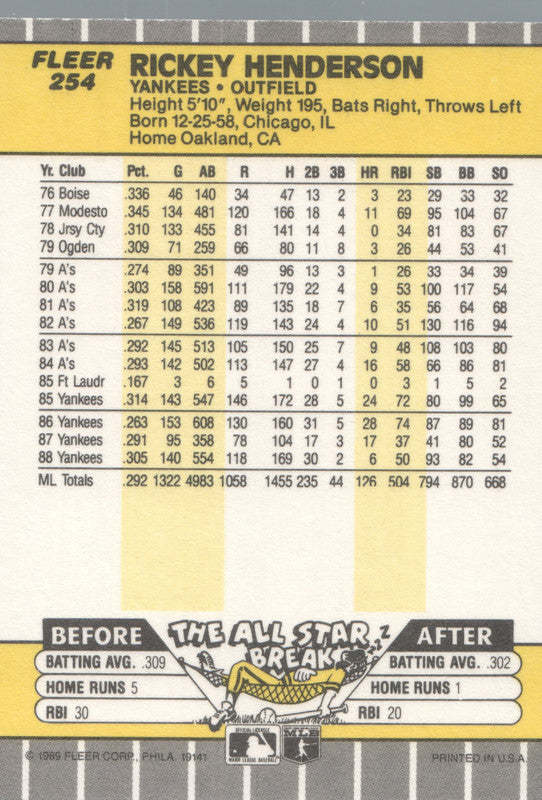 FLEER
254
RICKEY HENDERSON
YANKEES • OUTFIELD
Height 5'10", Weight 195, Bats Right, Throws Left
Born 12-25-58, Chicago, IL
Home Oakland, CA
Yr. Club Pct. G AB R H 2B 3B HR RBI SB BB SO
76 Boise .336 46 140 34 47 13 2 3 23 29 33 32
77 Modesto .345 134 481 120 166 18 4 11 69 95 104 67
78 Jrsy Cty .310 133 455 81 141 14 4 0 34 81 83 67
79 Ogden .309 71 259 66 80 11 8 3 26 44 53 41
79 A's .274 89 351 49 96 13 3 1 26 33 34 39
80 A's .303 158 591 111 179 22 4 9 53 100 117 54
81 A's .319 108 423 89 135 18 7 6 35 56 64 68
82 A's .267 149 536 119 143 24 4 10 51 130 116 94
83 A's .292 145 513 105 150 25 7 9 48 108 103 80
84 A's .293 142 502 113 147 27 4 16 58 66 86 81
85 Ft Laudr .167 3 6 5 1 0 1 0 3 1 5 2
85 Yankees .314 143 547 146 172 28 5 24 72 80 99 65
86 Yankees .263 153 608 130 160 31 5 28 74 87 89 81
87 Yankees .291 95 358 78 104 17 3 17 37 41 80 52
88 Yankees .305 140 554 118 169 30 2 6 50 93 82 54
ML Totals .292 1322 4983 1058 1455 235 44 126 504 794 870 668
BEFORE THE ALL STAR BREAK AFTER
BATTING AVG. .309 BATTING AVG. .302
HOME RUNS 5 HOME RUNS 1
RBI 30 RBI 20
OFFICIAL LICENSEE
MAJOR LEAGUE BASEBALL
© 1989 FLEER CORP., PHILA. 19141 PRINTED IN U.S.A.